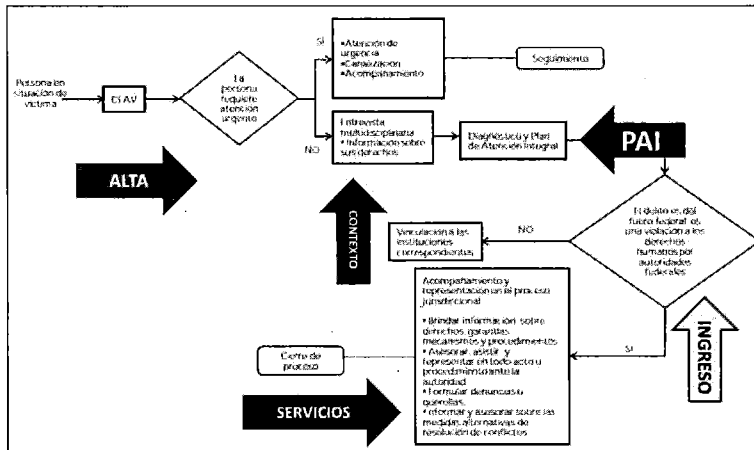 SÍ
•Atención de
urgencia
•Canalización
•Acompañamiento
Seguimiento
Persona en
situación de
víctima
CEAV
La
persona
requiere
atención
urgente
NO
Entrevista
multidisciplinaria
• Información sobre
sus derechos
Diagnóstico y Plan
de Atención Integral
PAI
ALTA
CONTEXTO
El delito es del
fuero federal o es
una violación a los
derechos
humanos por
autoridades
federales
NO
Vinculación a las
instituciones
correspondientes
INGRESO
SÍ
Acompañamiento y
representación en el proceso
jurisdiccional
• Brindar información sobre
derechos, garantías,
mecanismos y procedimientos
• Asesorar, asistir y
representar en todo acto o
procedimiento ante la
autoridad
• Formular denuncias o
querellas
•Informar y asesorar sobre las
medidas alternativas de
resolución de conflictos
Cierre de
proceso
SERVICIOS